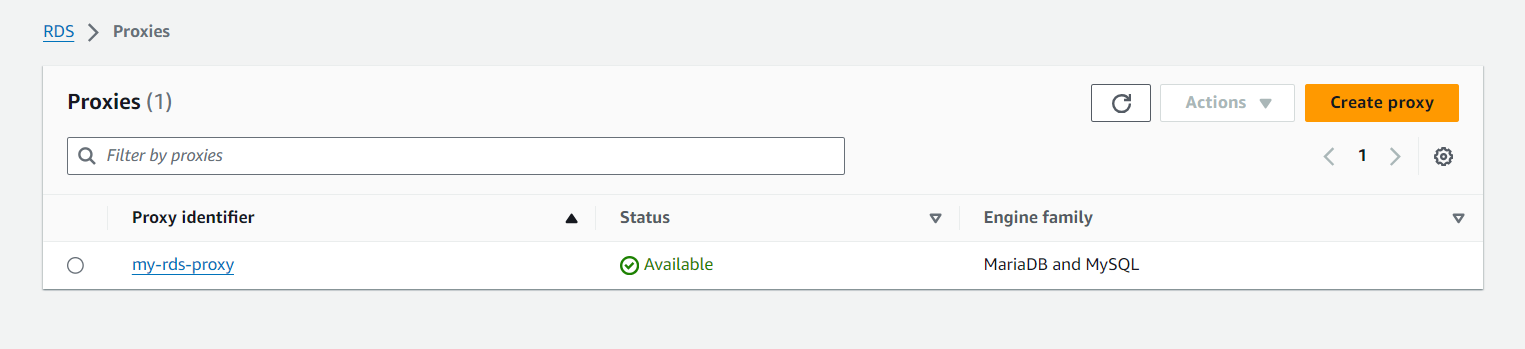 RDS > Proxies
Proxies (1)
Actions
Create proxy
Filter by proxies
1
Proxy identifier Status Engine family
my-rds-proxy Available MariaDB and MySQL